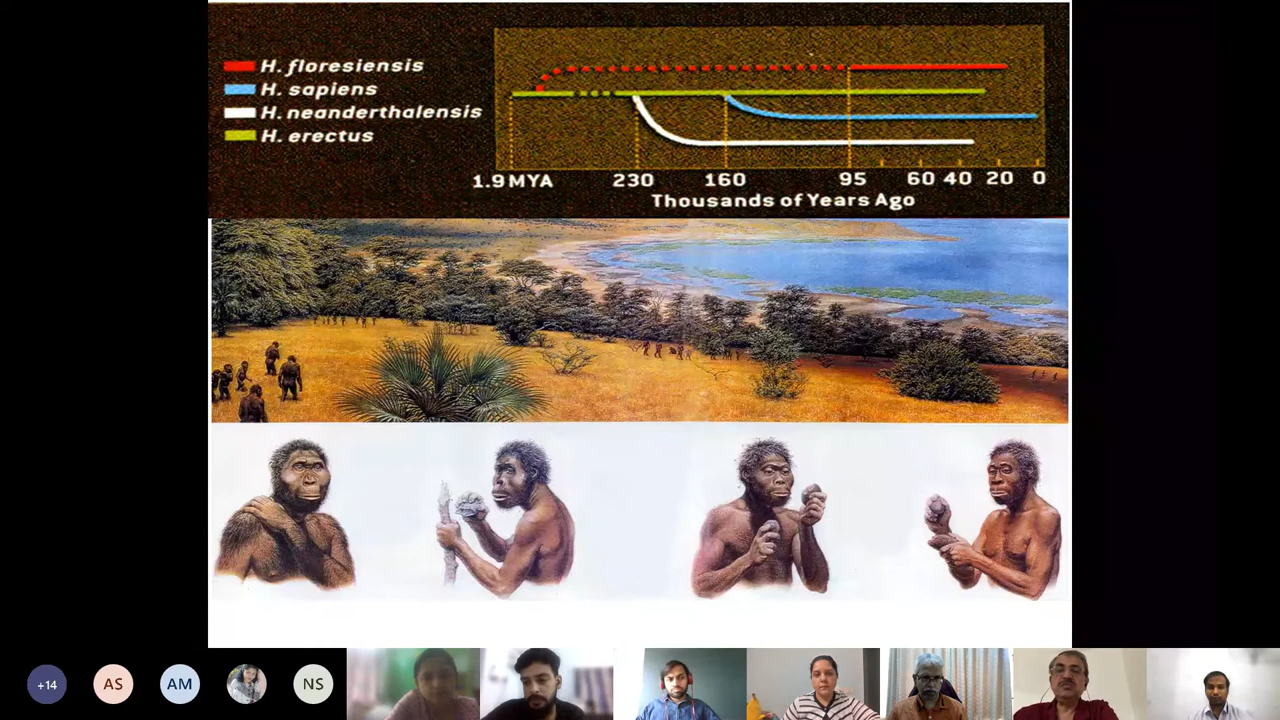 H. floresiensis
H. sapiens
H. neanderthalensis
H. erectus
1.9 MYA 230 160 95 60 40 20 0
Thousands of Years Ago
+14 AS AM NS